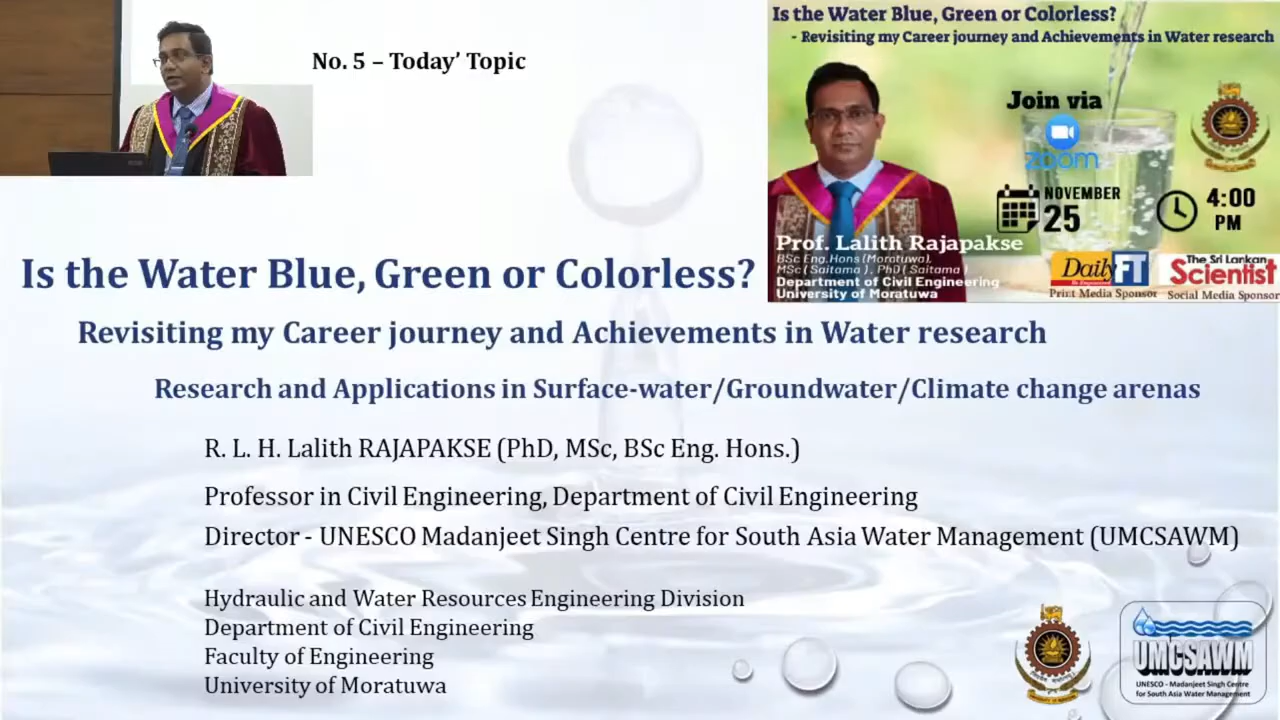 No. 5 – Today’ Topic
Is the Water Blue, Green or Colorless?
- Revisiting my Career journey and Achievements in Water research
Join via
zoom
NOVEMBER
25
4:00
PM
Prof. Lalith Rajapakse
BSc Eng.Hons (Moratuwa),
MSc ( Saitama ) , PhD ( Saitama )
Department of Civil Engineering
University of Moratuwa
Daily FT
Print Media Sponsor
The Sri Lankan
Scientist
Social Media Sponsor
Is the Water Blue, Green or Colorless?
Revisiting my Career journey and Achievements in Water research
Research and Applications in Surface-water/Groundwater/Climate change arenas
R. L. H. Lalith RAJAPAKSE (PhD, MSc, BSc Eng. Hons.)
Professor in Civil Engineering, Department of Civil Engineering
Director - UNESCO Madanjeet Singh Centre for South Asia Water Management (UMCSAWM)
Hydraulic and Water Resources Engineering Division
Department of Civil Engineering
Faculty of Engineering
University of Moratuwa
UMCSAWM
UNESCO - Madanjeet Singh Centre
for South Asia Water Management